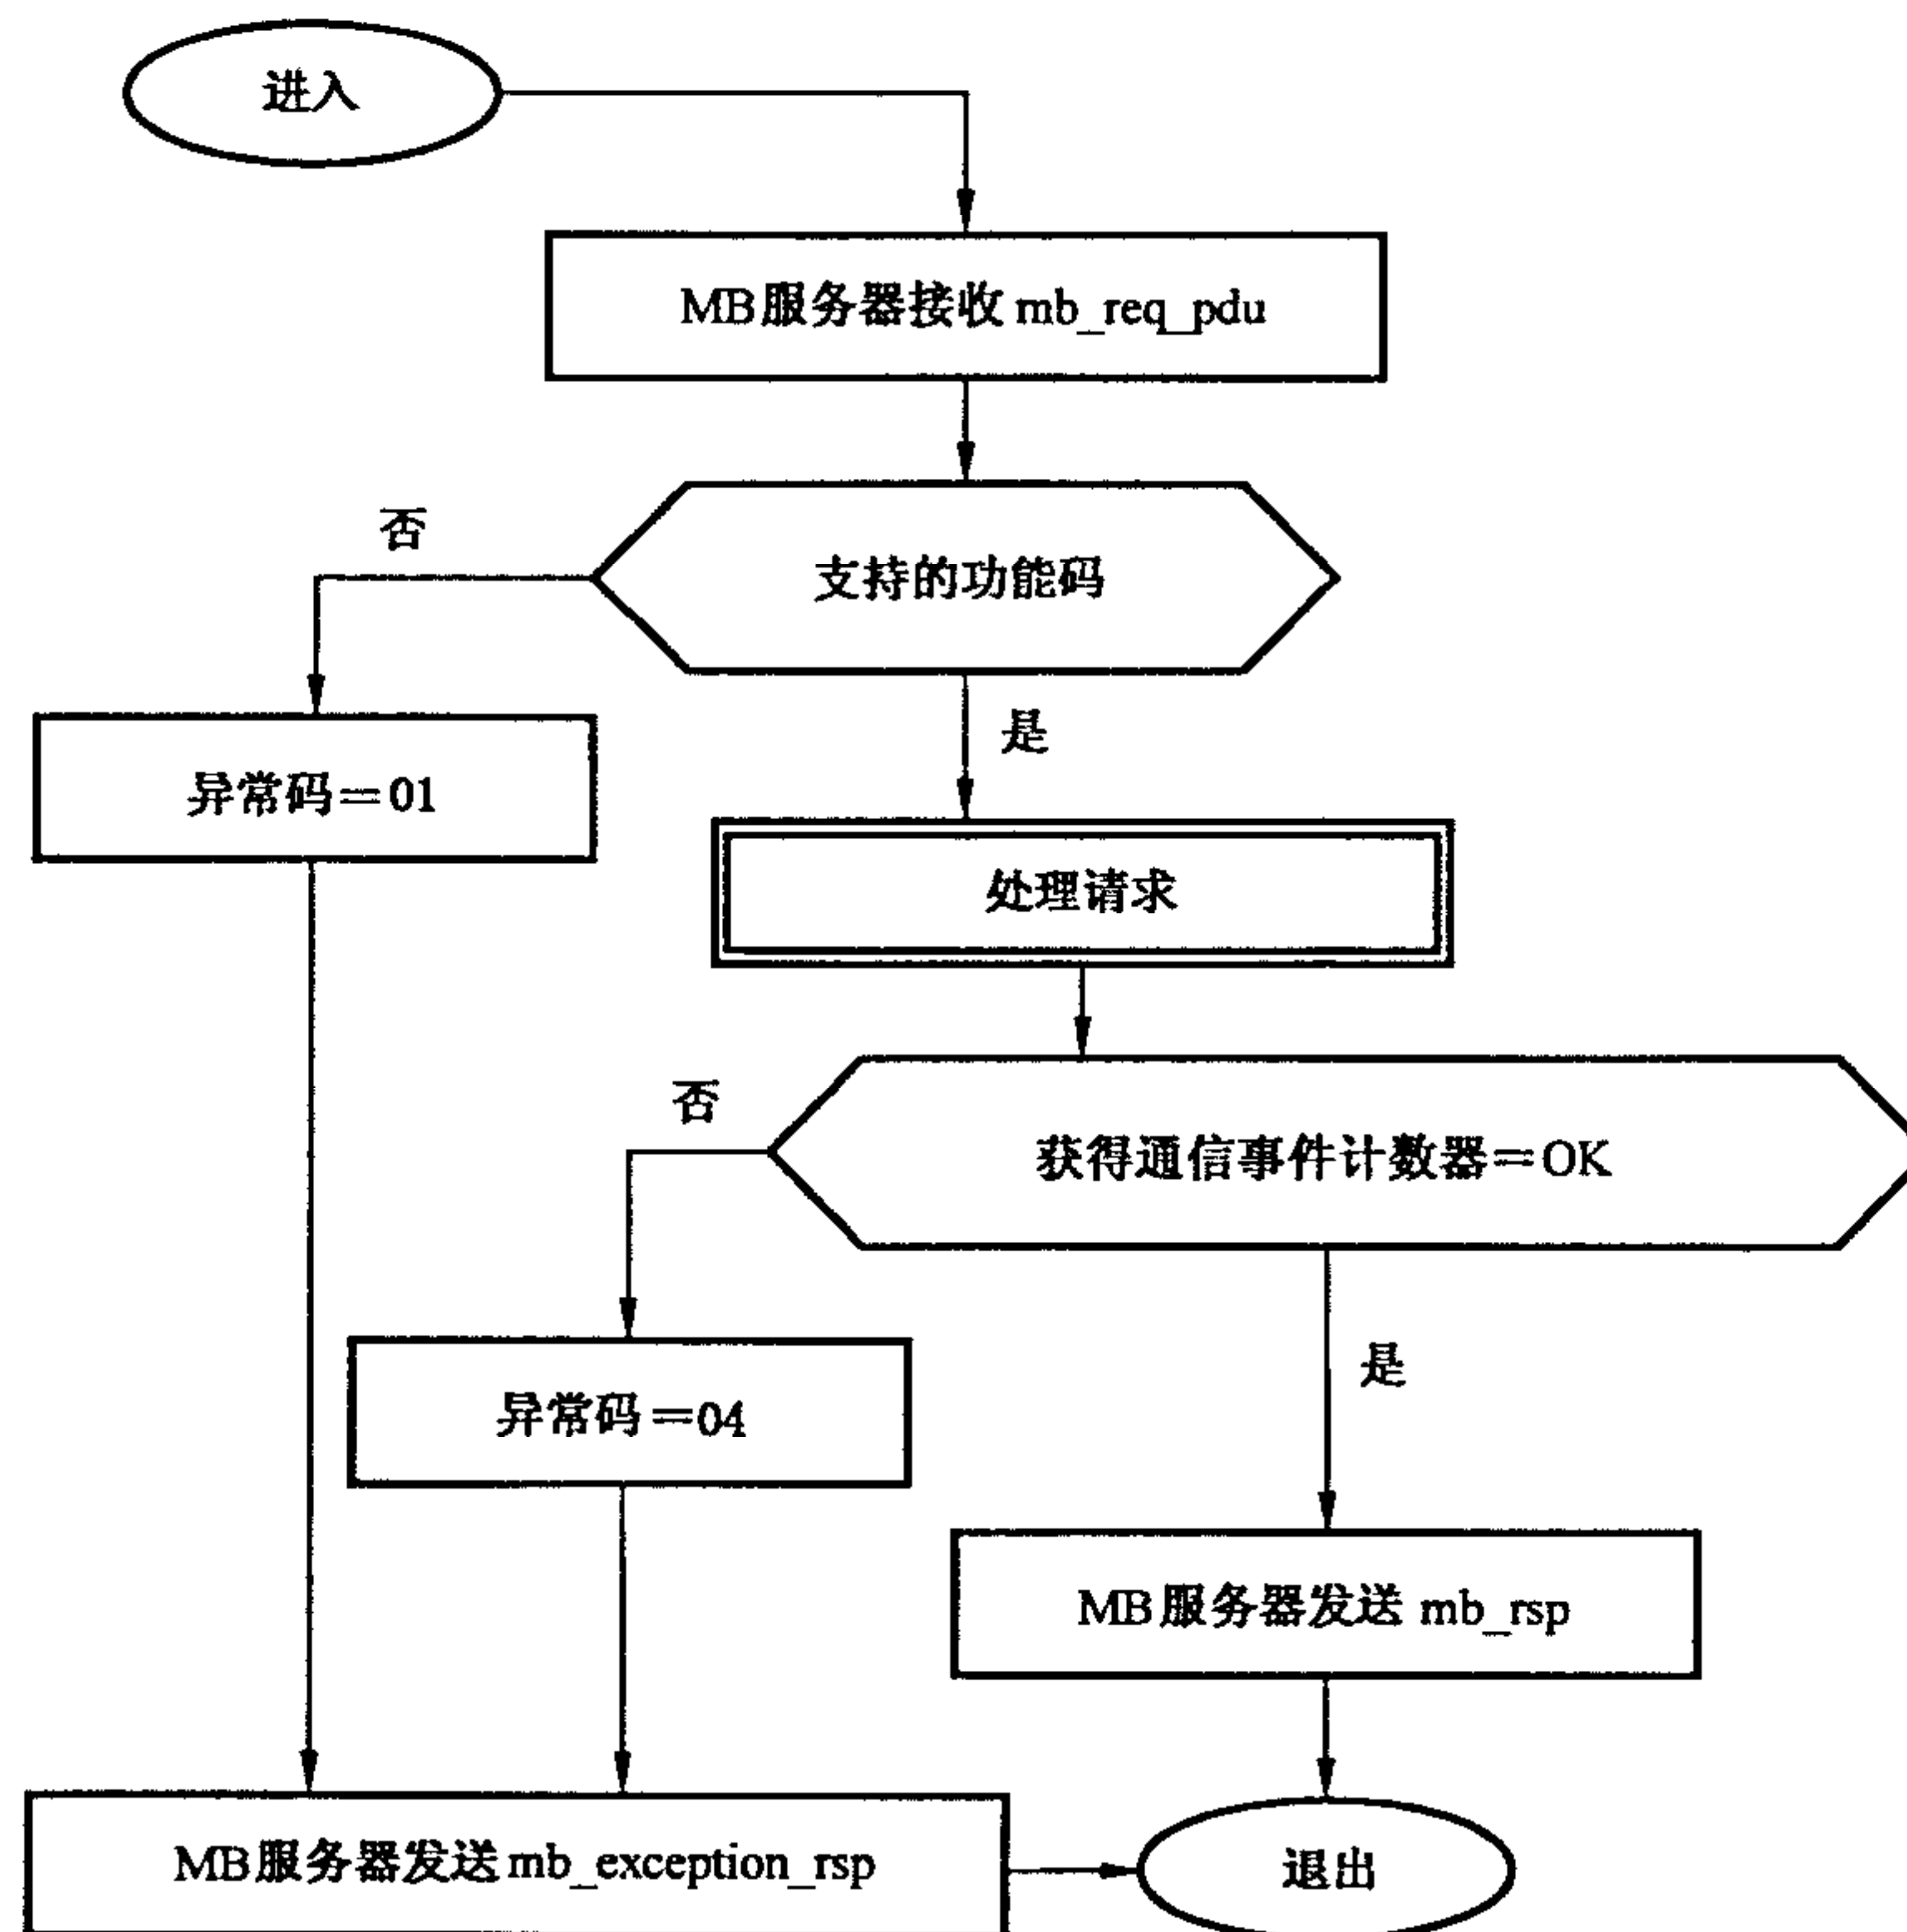 进入
MB服务器接收 mb_req_pdu
否
支持的功能码
是
异常码=01
处理请求
否
获得通信事件计数器=OK
是
异常码=04
MB服务器发送 mb_rsp
MB服务器发送 mb_exception_rsp
退出